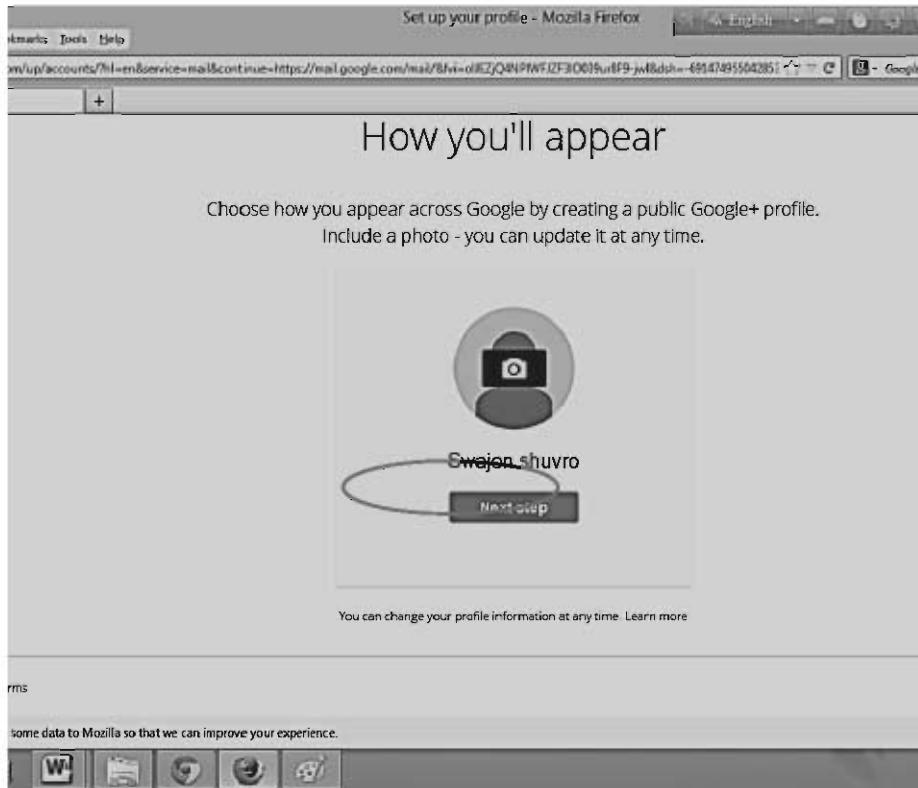 Set up your profile - Mozilla Firefox
English
okmarks Tools Help
Google
+
How you'll appear
Choose how you appear across Google by creating a public Google+ profile.
Include a photo - you can update it at any time.
Swajon shuvro
Next step
You can change your profile information at any time. Learn more
rms
some data to Mozilla so that we can improve your experience.
W